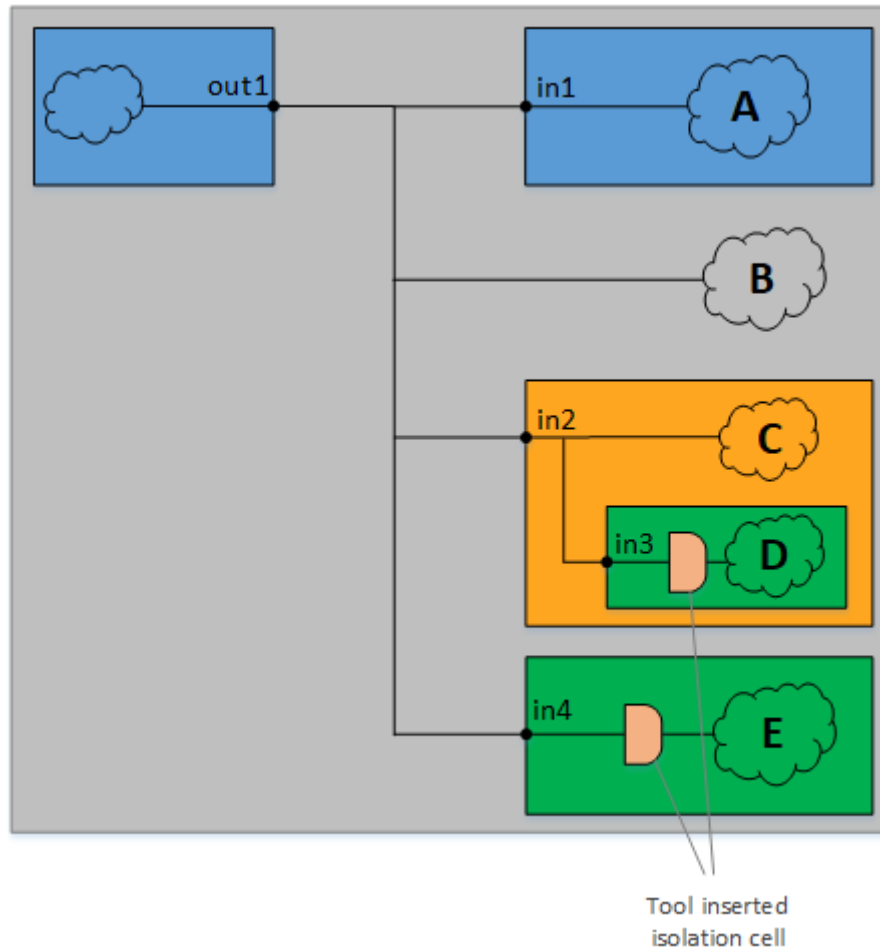 out1
in1
A
B
in2
C
in3
D
in4
E
Tool inserted
isolation cell